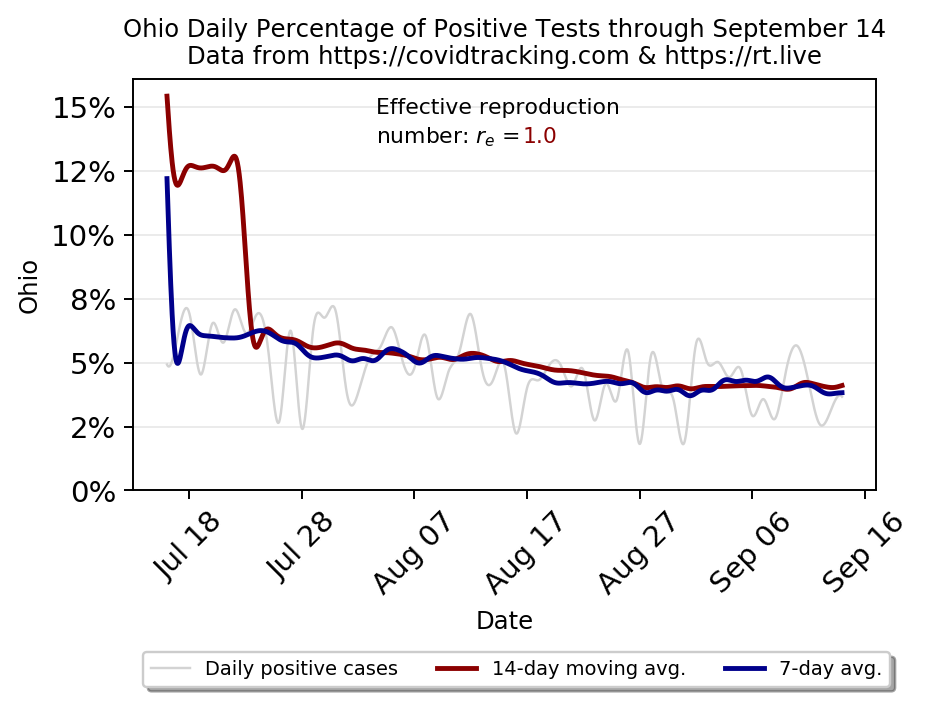 Ohio Daily Percentage of Positive Tests through September 14
Data from https://covidtracking.com & https://rt.live
Effective reproduction
number: rₑ =1.0
15%
12%
10%
8%
5%
2%
0%
Ohio
Jul 18
Jul 28
Aug 07
Aug 17
Aug 27
Sep 06
Sep 16
Date
Daily positive cases
14-day moving avg.
7-day avg.